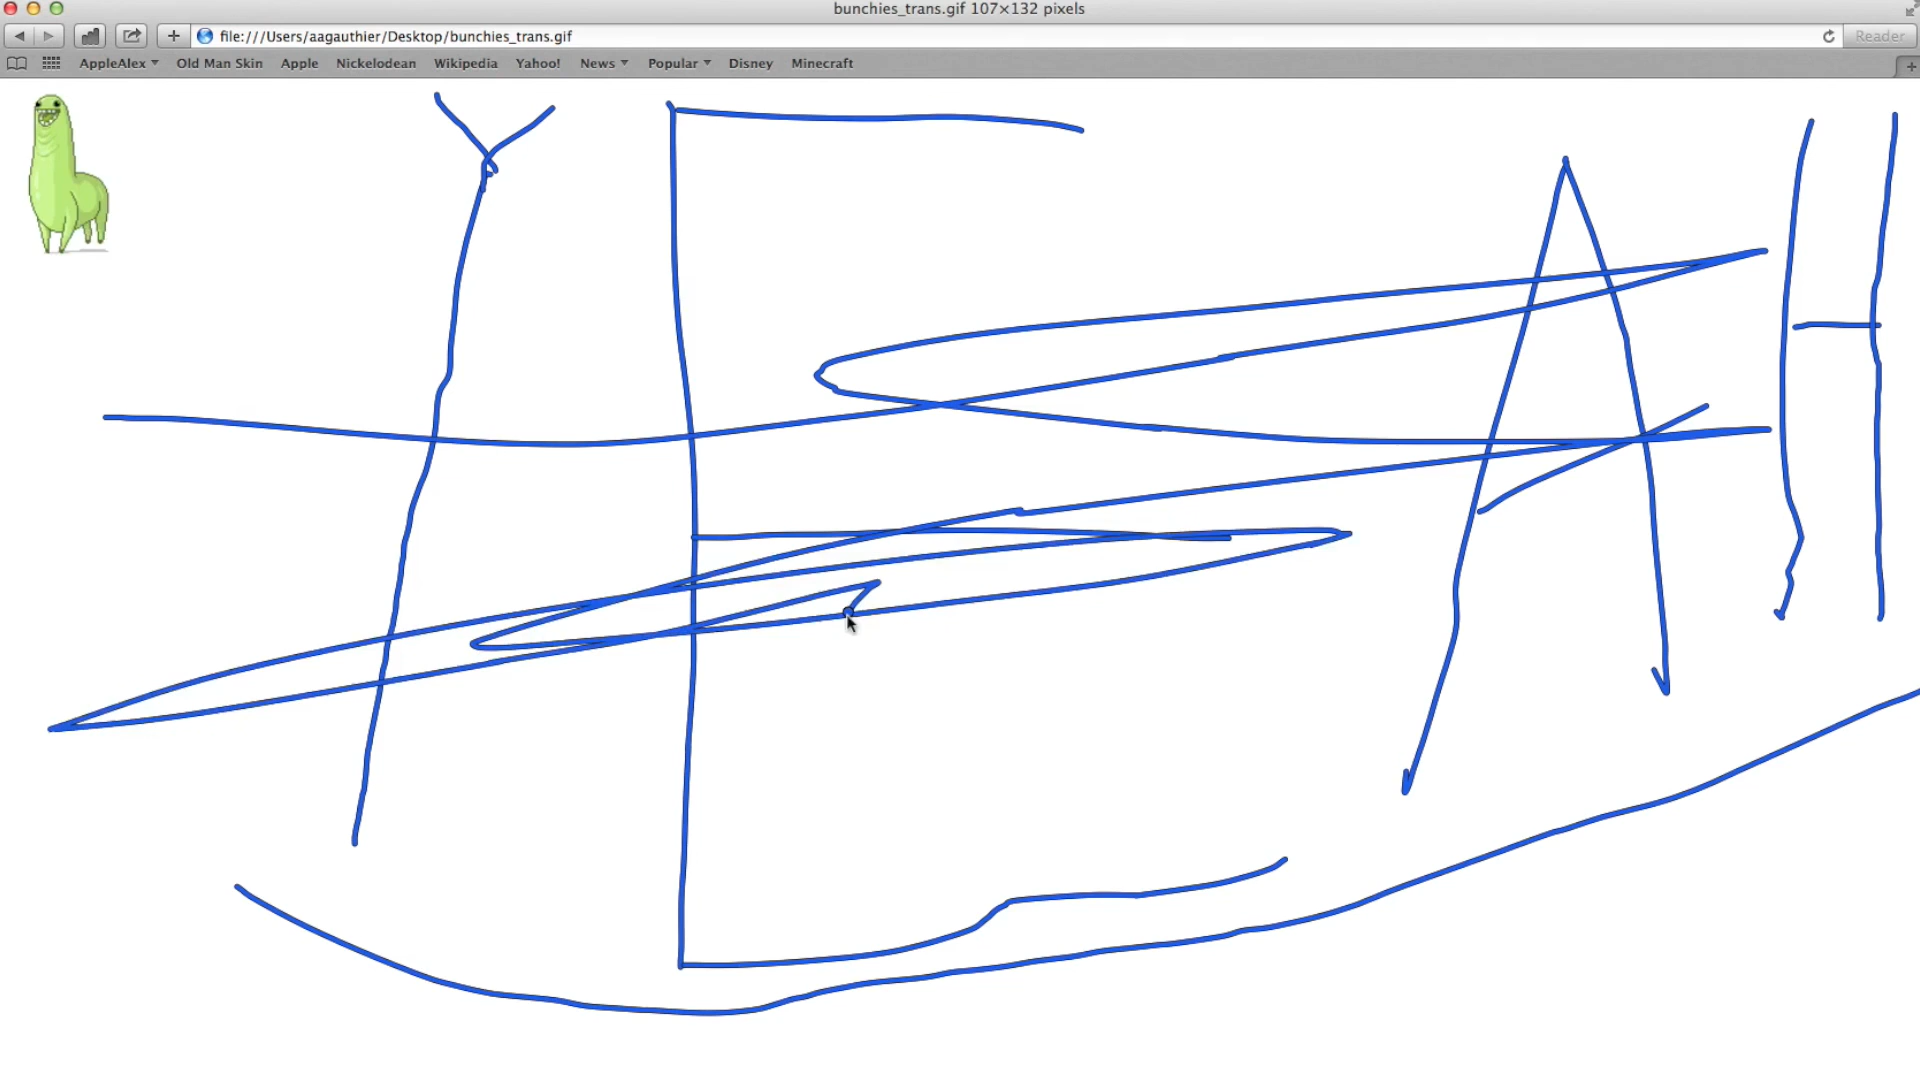 bunchies_trans.gif 107×132 pixels
file:///Users/aagauthier/Desktop/bunchies_trans.gif
Reader
AppleAlex Old Man Skin Apple Nickelodean Wikipedia Yahoo! News Popular Disney Minecraft
YEAH